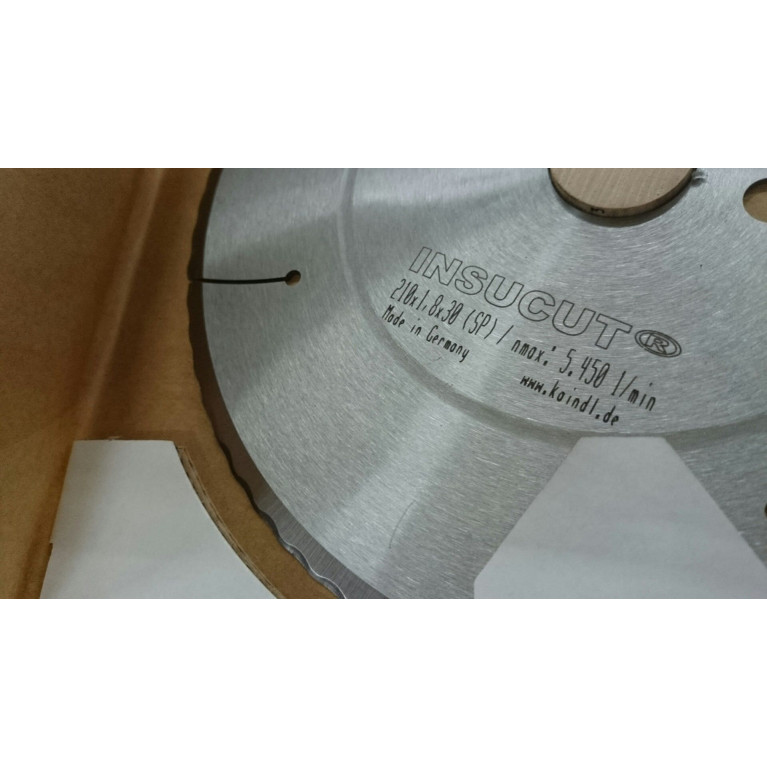 INSUCUT®
210x1,8x30 (SP) / nmax: 5.450 1/min
Made in Germany
www.kaindl.de